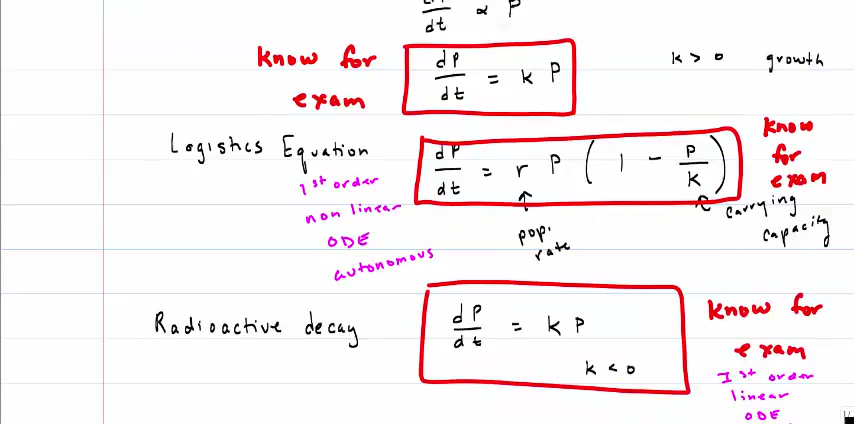 dP/dt ∝ P
know for exam
dP/dt = k P
k > 0 growth
Logistics Equation
dP/dt = r P ( 1 - P/K )
know for exam
1st order
non linear
ODE
autonomous
pop. rate
carrying capacity
Radioactive decay
dP/dt = k P
k < 0
know for exam
1st order
linear
ODE